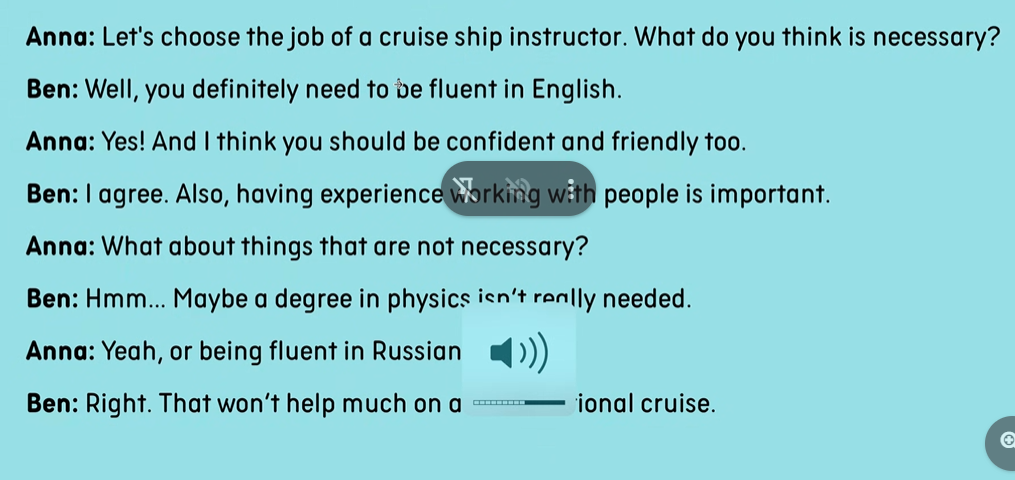 Anna: Let's choose the job of a cruise ship instructor. What do you think is necessary?
Ben: Well, you definitely need to be fluent in English.
Anna: Yes! And I think you should be confident and friendly too.
Ben: I agree. Also, having experience working with people is important.
Anna: What about things that are not necessary?
Ben: Hmm... Maybe a degree in physics isn't really needed.
Anna: Yeah, or being fluent in Russian
Ben: Right. That won't help much on a ional cruise.